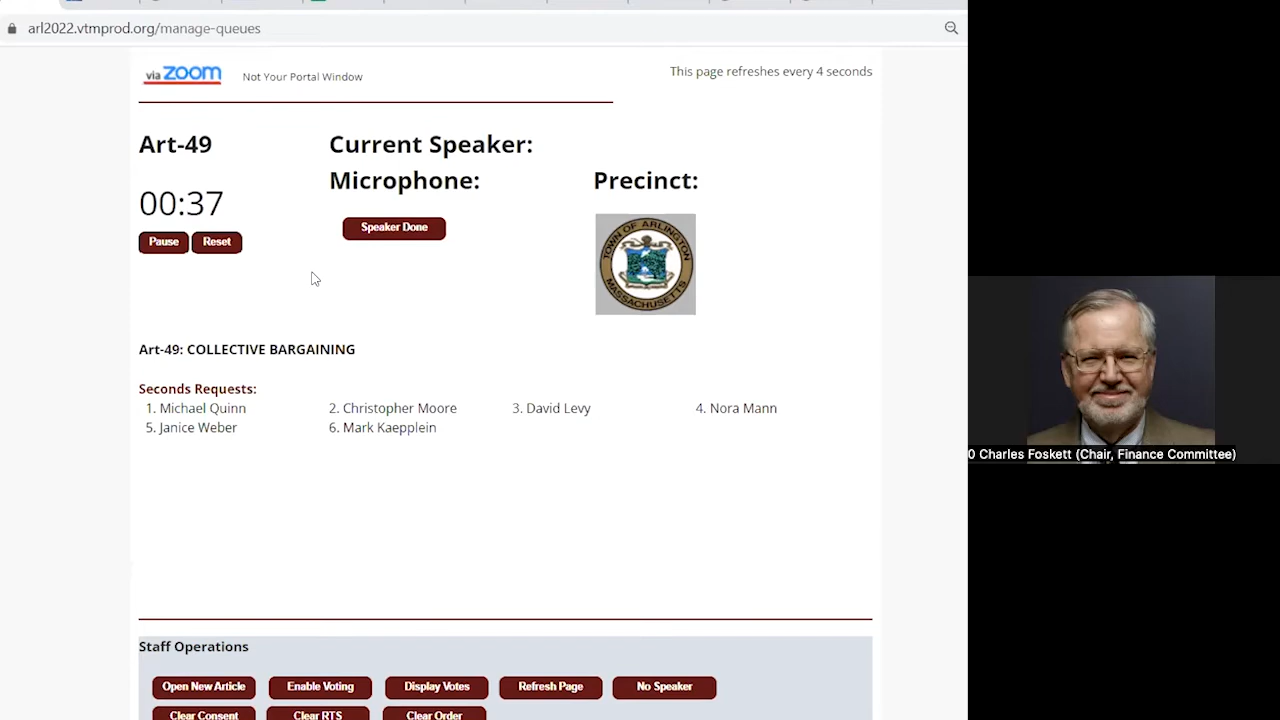 arl2022.vtmprod.org/manage-queues
via zoom Not Your Portal Window This page refreshes every 4 seconds
Art-49 Current Speaker:
Microphone: Precinct:
00:37
Pause Reset Speaker Done
TOWN OF ARLINGTON
MASSACHUSETTS
Art-49: COLLECTIVE BARGAINING
Seconds Requests:
1. Michael Quinn 2. Christopher Moore 3. David Levy 4. Nora Mann
5. Janice Weber 6. Mark Kaepplein
0 Charles Foskett (Chair, Finance Committee)
Staff Operations
Open New Article Enable Voting Display Votes Refresh Page No Speaker
Clear Consent Clear RTS Clear Order